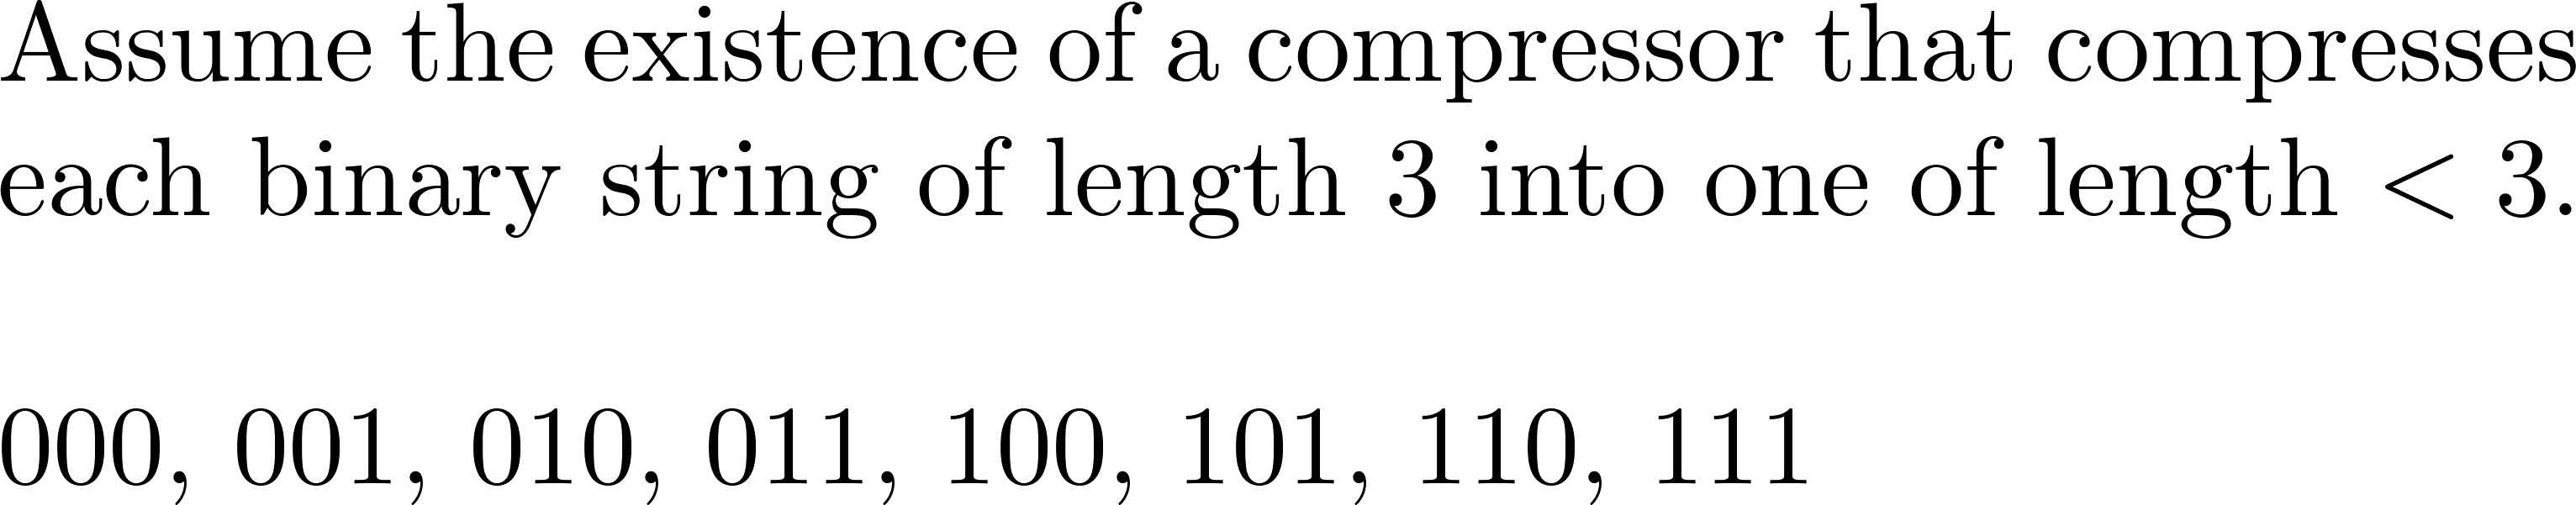 Assume the existence of a compressor that compresses
each binary string of length 3 into one of length < 3.
000, 001, 010, 011, 100, 101, 110, 111